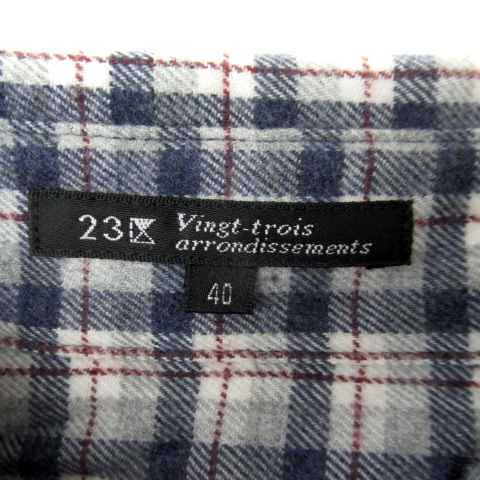 23区 Vingt-trois
arrondissements
40